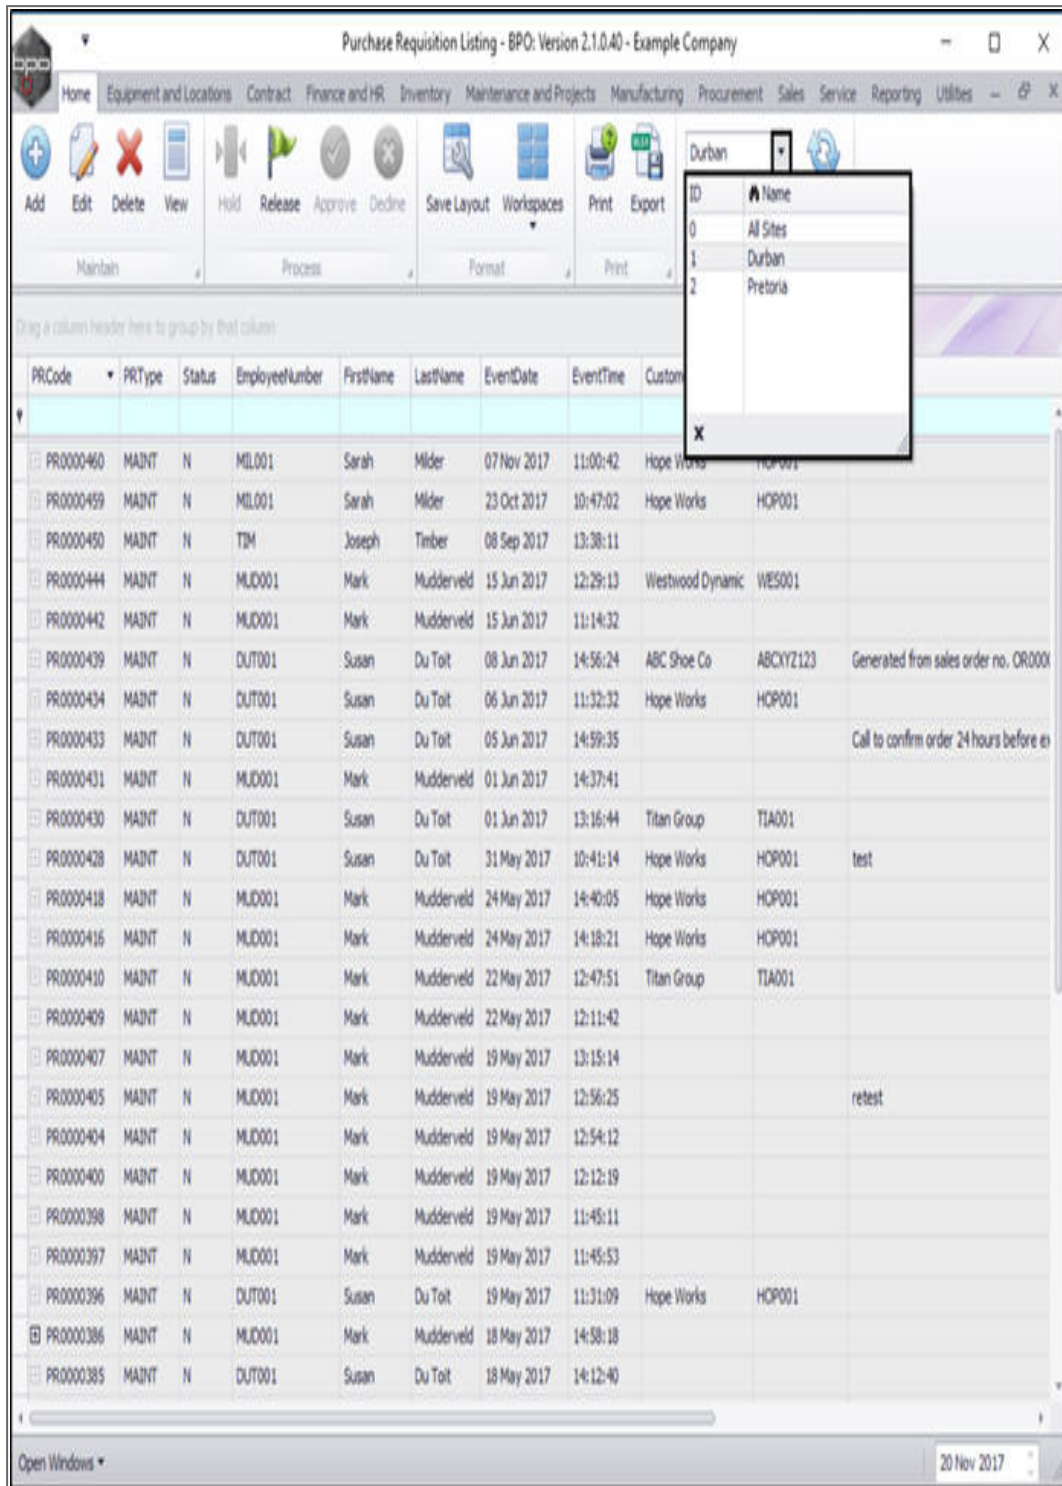 Purchase Requisition Listing - BPO: Version 2.1.0.40 - Example Company
bpo
Home Equipment and Locations Contract Finance and HR Inventory Maintenance and Projects Manufacturing Procurement Sales Service Reporting Utilities
Durban
Add Edit Delete View Hold Release Approve Decline Save Layout Workspaces Print Export
ID Name
0 All Sites
1 Durban
2 Pretoria
Maintain Process Format Print
Drag a column header here to group by that column
PRCode PRType Status EmployeeNumber FirstName LastName EventDate EventTime Custom
PR0000460 MAINT N MIL001 Sarah Milder 07 Nov 2017 11:00:42 Hope Works HOP001
PR0000459 MAINT N MIL001 Sarah Milder 23 Oct 2017 10:47:02 Hope Works HOP001
PR0000450 MAINT N TIM Joseph Timber 08 Sep 2017 13:38:11
PR0000444 MAINT N MUD001 Mark Mudderveld 15 Jun 2017 12:29:13 Westwood Dynamic WES001
PR0000442 MAINT N MUD001 Mark Mudderveld 15 Jun 2017 11:14:32
PR0000439 MAINT N DUT001 Susan Du Toit 08 Jun 2017 14:56:24 ABC Shoe Co ABCXYZ123 Generated from sales order no. OR000
PR0000434 MAINT N DUT001 Susan Du Toit 06 Jun 2017 11:32:32 Hope Works HOP001
PR0000433 MAINT N DUT001 Susan Du Toit 05 Jun 2017 14:59:35 Call to confirm order 24 hours before ex
PR0000431 MAINT N MUD001 Mark Mudderveld 01 Jun 2017 14:37:41
PR0000430 MAINT N DUT001 Susan Du Toit 01 Jun 2017 13:16:44 Titan Group TIA001
PR0000428 MAINT N DUT001 Susan Du Toit 31 May 2017 10:41:14 Hope Works HOP001 test
PR0000418 MAINT N MUD001 Mark Mudderveld 24 May 2017 14:40:05 Hope Works HOP001
PR0000416 MAINT N MUD001 Mark Mudderveld 24 May 2017 14:18:21 Hope Works HOP001
PR0000410 MAINT N MUD001 Mark Mudderveld 22 May 2017 12:47:51 Titan Group TIA001
PR0000409 MAINT N MUD001 Mark Mudderveld 22 May 2017 12:11:42
PR0000407 MAINT N MUD001 Mark Mudderveld 19 May 2017 13:15:14
PR0000405 MAINT N MUD001 Mark Mudderveld 19 May 2017 12:56:25 retest
PR0000404 MAINT N MUD001 Mark Mudderveld 19 May 2017 12:54:12
PR0000400 MAINT N MUD001 Mark Mudderveld 19 May 2017 12:12:19
PR0000398 MAINT N MUD001 Mark Mudderveld 19 May 2017 11:45:11
PR0000397 MAINT N MUD001 Mark Mudderveld 19 May 2017 11:45:53
PR0000396 MAINT N DUT001 Susan Du Toit 19 May 2017 11:31:09 Hope Works HOP001
PR0000386 MAINT N MUD001 Mark Mudderveld 18 May 2017 14:58:18
PR0000385 MAINT N DUT001 Susan Du Toit 18 May 2017 14:12:40
Open Windows 20 Nov 2017